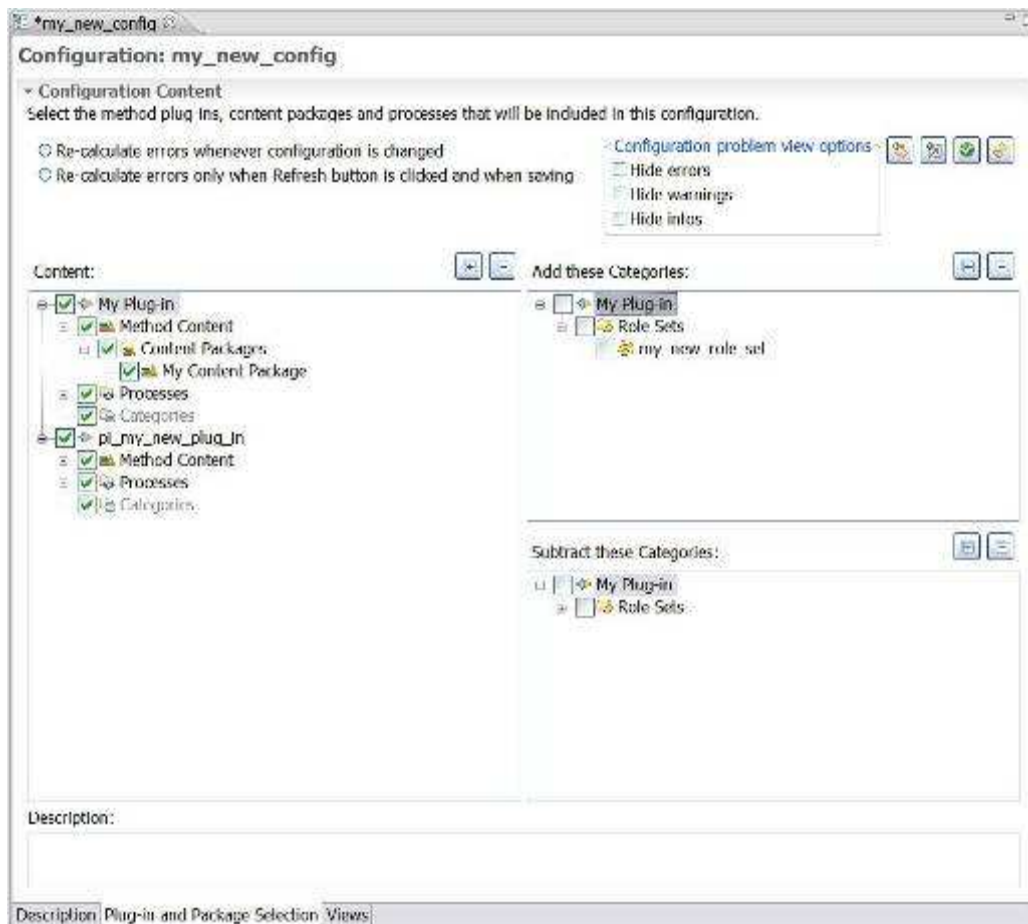 *my_new_config
Configuration: my_new_config
Configuration Content
Select the method plug-ins, content packages and processes that will be included in this configuration.
Re-calculate errors whenever configuration is changed
Re-calculate errors only when Refresh button is clicked and when saving
Configuration problem view options
Hide errors
Hide warnings
Hide infos
Content:
My Plug-in
Method Content
Content Packages
My Content Package
Processes
Categories
pi_my_new_plug_in
Method Content
Processes
Categories
Add these Categories:
My Plug-in
Role Sets
my_new_role_set
Subtract these Categories:
My Plug-in
Role Sets
Description:
Description Plug-in and Package Selection Views